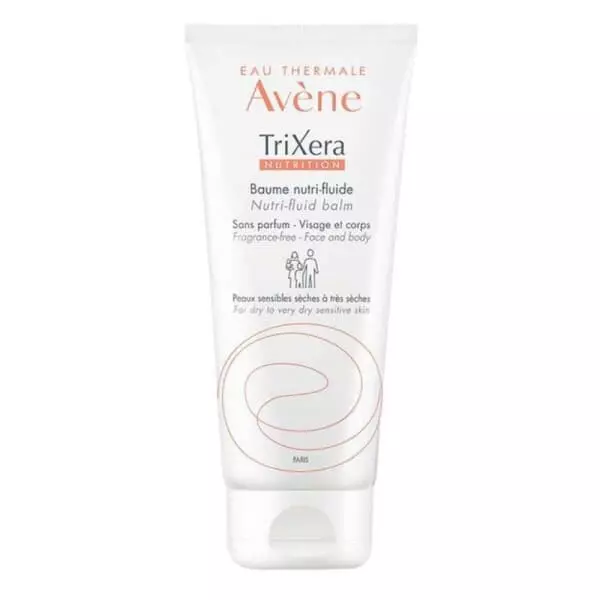 EAU THERMALE
Avène
TriXera
NUTRITION
Baume nutri-fluide
Nutri-fluid balm
Sans parfum - Visage et corps
Fragrance-free - Face and body
Peaux sensibles sèches à très sèches
For dry to very dry sensitive skin
PARIS